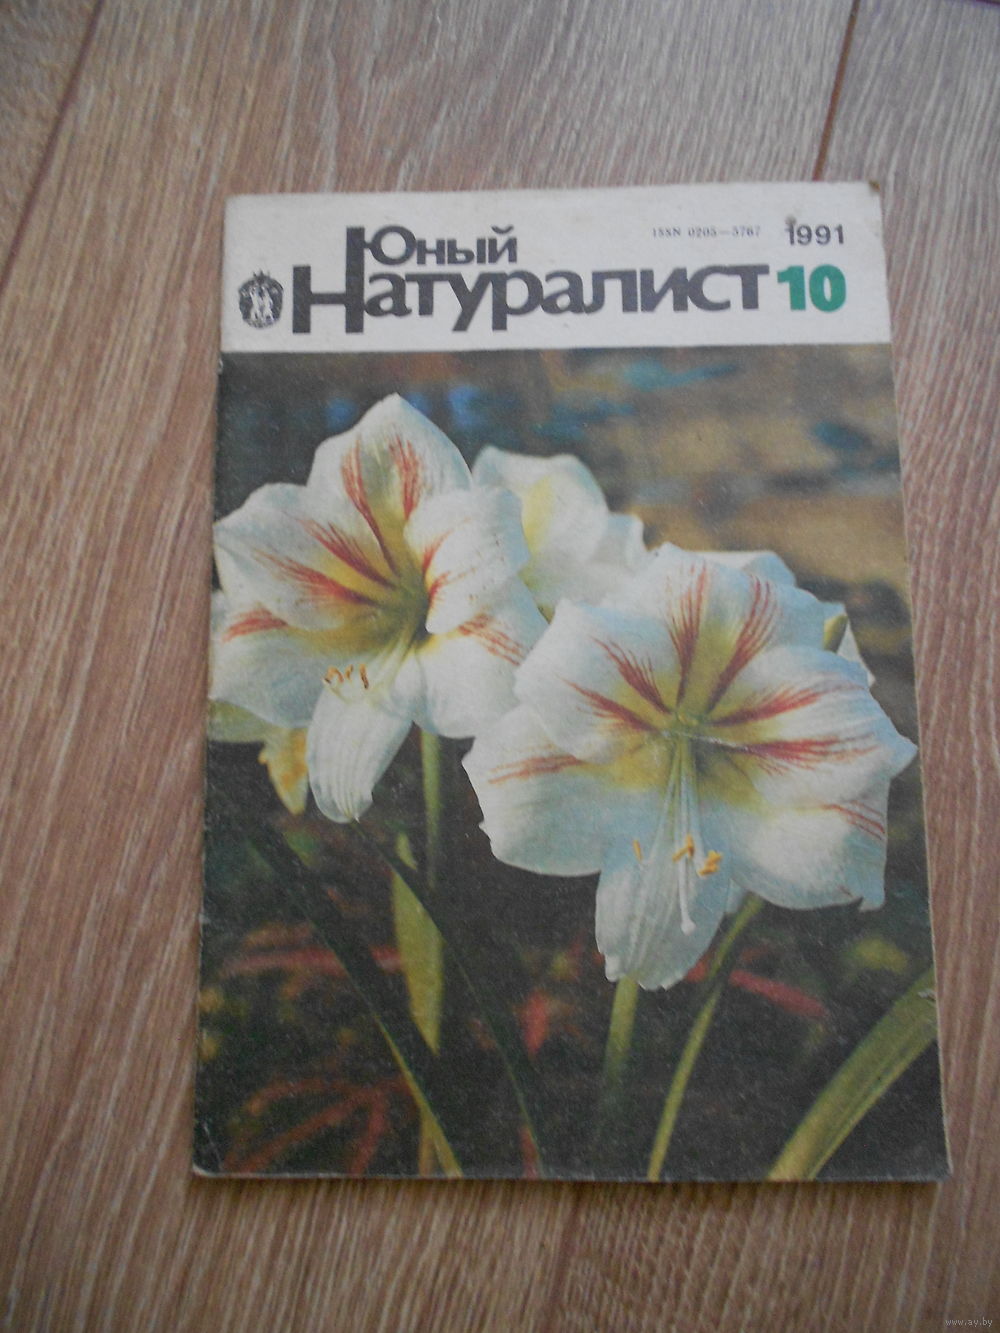 Юный
ISSN 0205—5767
1991
Натуралист
10
www.ay.by